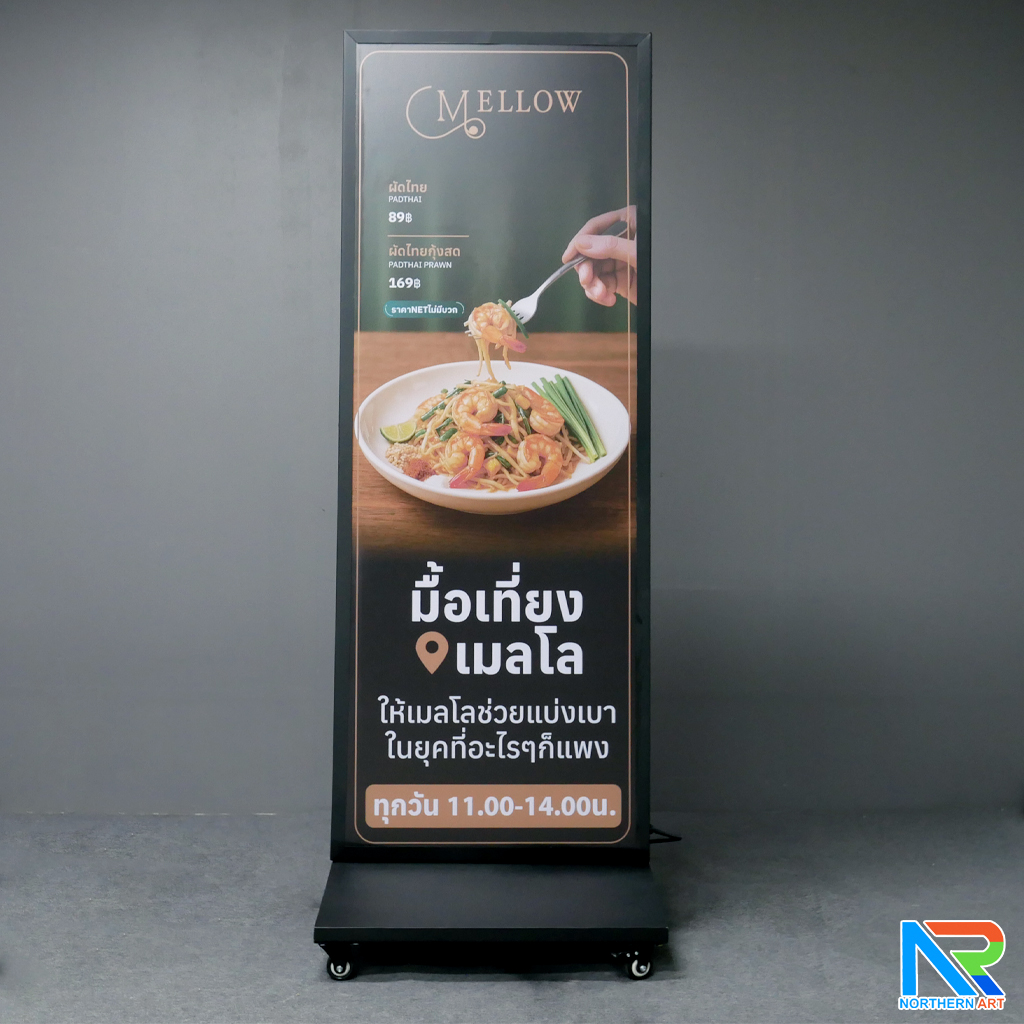 MELLOW
ผัดไทย
PADTHAI
89฿
ผัดไทยกุ้งสด
PADTHAI PRAWN
169฿
ราคาNETไม่มีบวก
มื้อเที่ยง
เมลโล
ให้เมลโลช่วยแบ่งเบา
ในยุคที่อะไรๆก็แพง
ทุกวัน 11.00-14.00น.
NR
NORTHERN ART